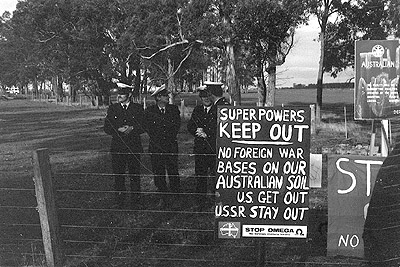 SUPER POWERS
KEEP OUT
NO FOREIGN WAR
BASES ON OUR
AUSTRALIAN SOIL
U.S. GET OUT
USSR STAY OUT
STOP OMEGA Ω
AUSTRALIAN
ST
NO